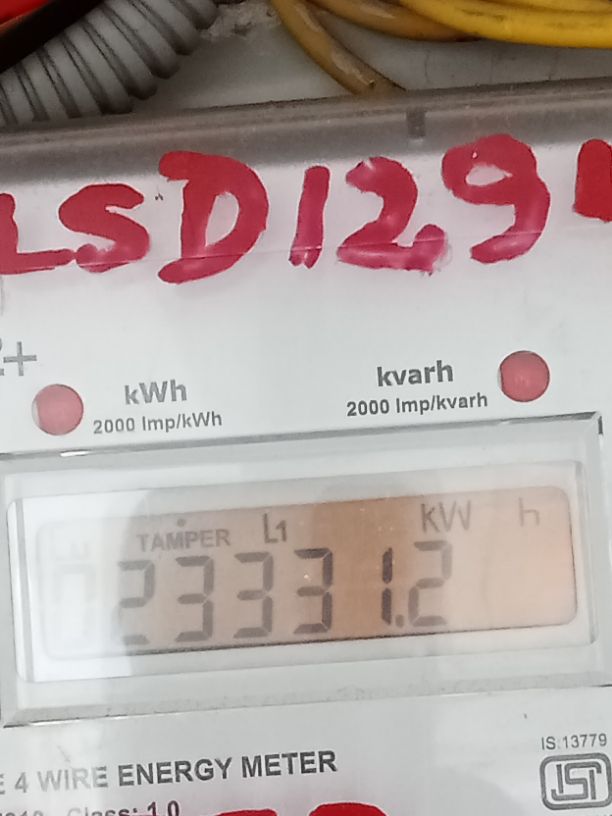 LSD129
kWh
2000 Imp/kWh
kvarh
2000 Imp/kvarh
TAMPER L1 kW h
23331.2
IS:13779
4 WIRE ENERGY METER
ISI
Class: 1.0